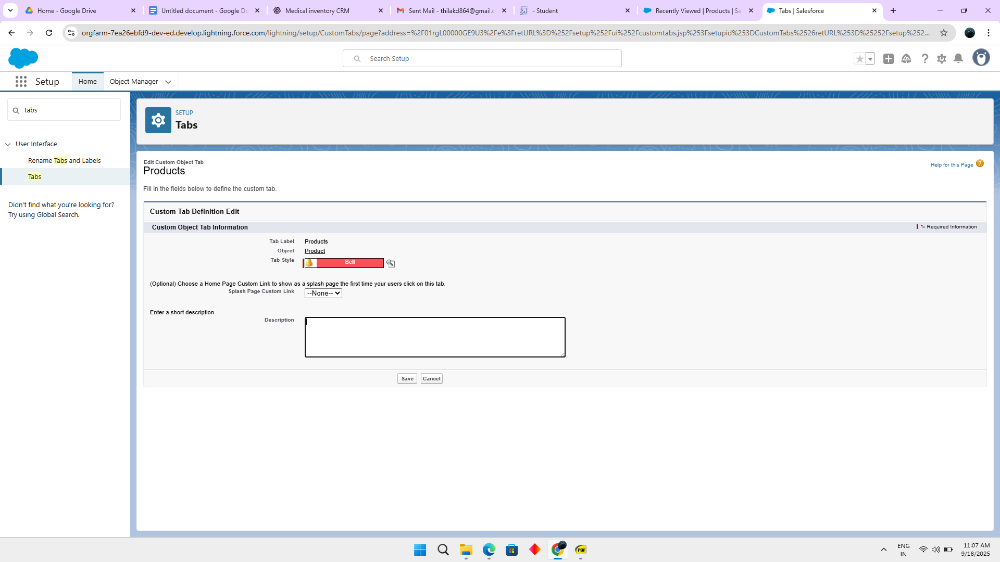 Home - Google Drive
Untitled document - Google Do
Medical inventory CRM
Sent Mail - thilakd864@gmail.c
- Student
Recently Viewed | Products | Sa
Tabs | Salesforce
orgfarm-7ea26ebfd9-dev-ed.develop.lightning.force.com/lightning/setup/CustomTabs/page?address=%2F01rgL00000GE9U3%2Fe%3FretURL%3D%252Fsetup%252Fui%252Fcustomtabs.jsp%253Fsetupid%253DCustomTabs%2526retURL%253D%25252Fsetup%252...
Search Setup
Setup
Home
Object Manager
tabs
User Interface
Rename Tabs and Labels
Tabs
Didn't find what you're looking for?
Try using Global Search.
SETUP
Tabs
Edit Custom Object Tab
Products
Help for this Page
Fill in the fields below to define the custom tab.
Custom Tab Definition Edit
Custom Object Tab Information
*= Required Information
Tab Label Products
Object Product
Tab Style Bell
(Optional) Choose a Home Page Custom Link to show as a splash page the first time your users click on this tab.
Splash Page Custom Link --None--
Enter a short description.
Description
Save Cancel
PDF
ENG
IN
11:07 AM
9/18/2025